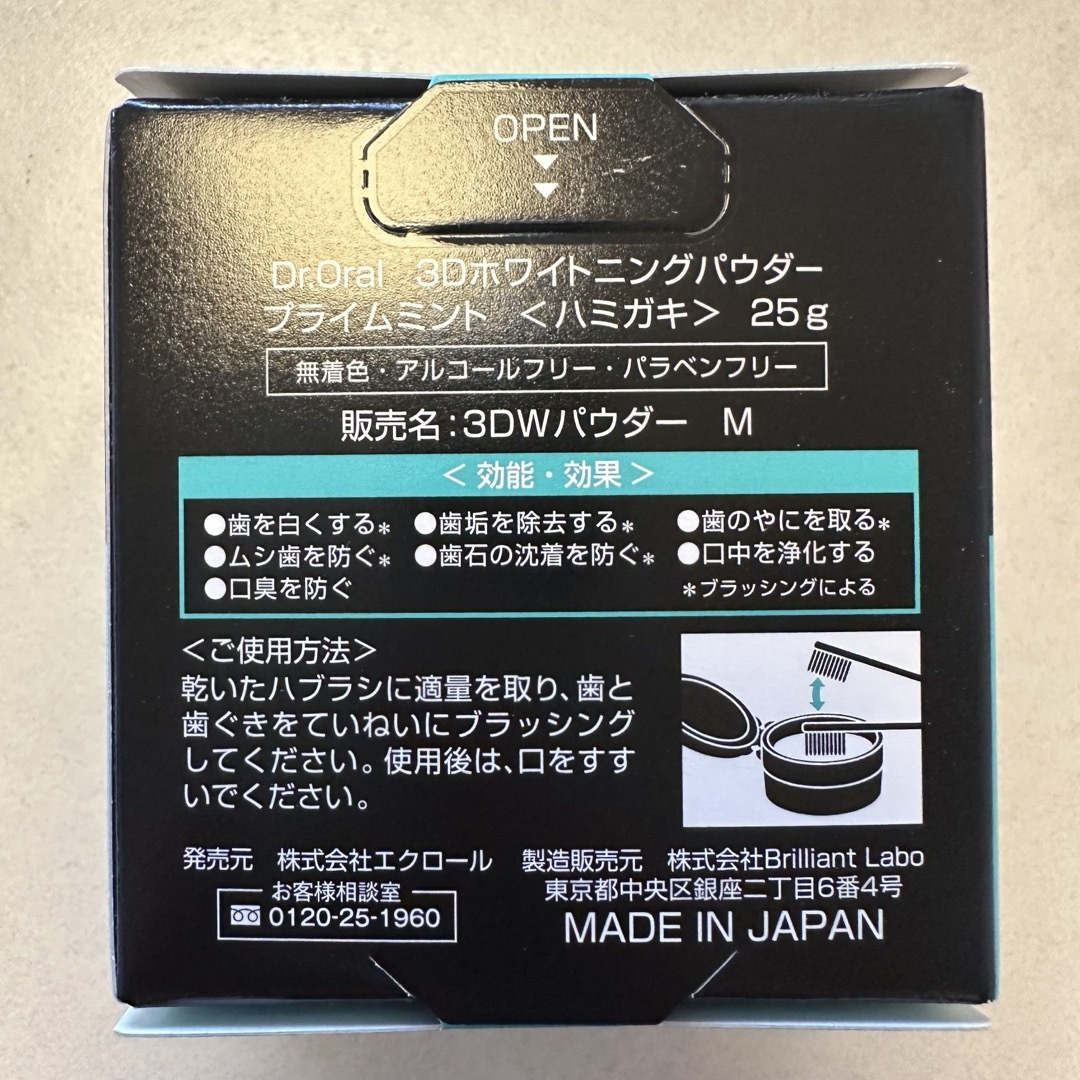 OPEN
Dr.Oral 3Dホワイトニングパウダー
プライムミント <ハミガキ> 25g
無着色・アルコールフリー・パラベンフリー
販売名:3DWパウダー M
<効能・効果>
●歯を白くする* ●歯垢を除去する* ●歯のやにを取る*
●ムシ歯を防ぐ* ●歯石の沈着を防ぐ* ●口中を浄化する
●口臭を防ぐ *ブラッシングによる
<ご使用方法>
乾いたハブラシに適量を取り、歯と
歯ぐきをていねいにブラッシング
してください。使用後は、口をすす
いでください。
発売元 株式会社エクロール 製造販売元 株式会社Brilliant Labo
お客様相談室 東京都中央区銀座二丁目6番4号
0120-25-1960 MADE IN JAPAN